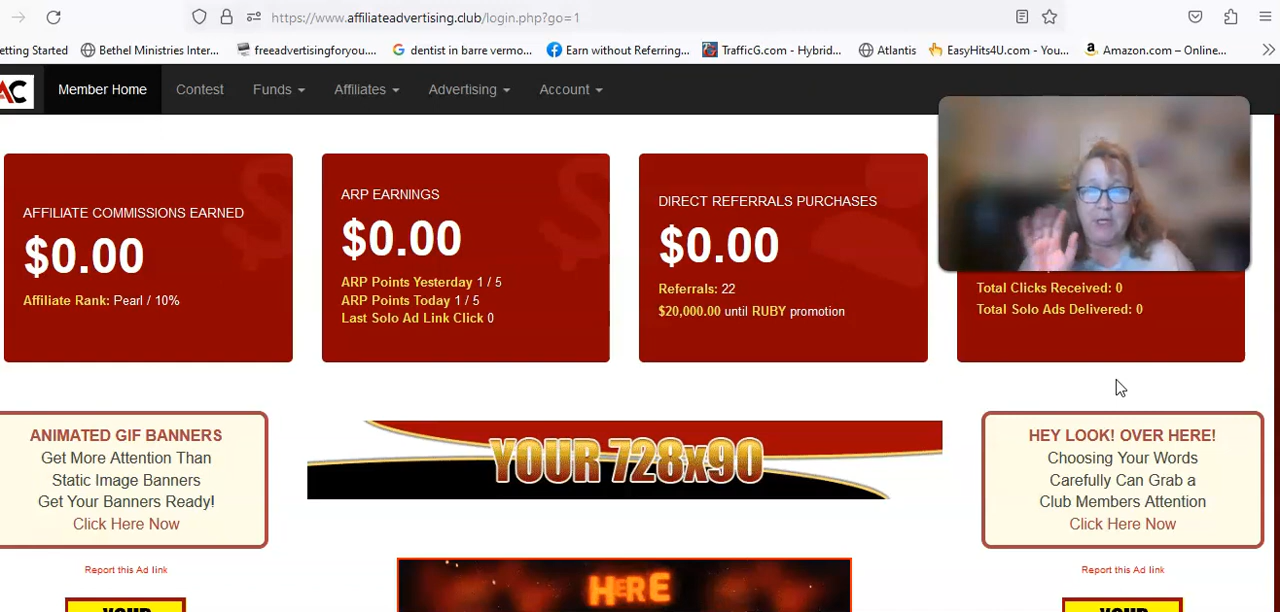 https://www.affiliateadvertising.club/login.php?go=1
etting Started
Bethel Ministries Inter...
freeadvertisingforyou....
dentist in barre vermo...
Earn without Referring...
TrafficG.com - Hybrid...
Atlantis
EasyHits4U.com - You...
Amazon.com – Online...
AC
Member Home
Contest
Funds
Affiliates
Advertising
Account
AFFILIATE COMMISSIONS EARNED
$0.00
Affiliate Rank: Pearl / 10%
ARP EARNINGS
$0.00
ARP Points Yesterday 1 / 5
ARP Points Today 1 / 5
Last Solo Ad Link Click 0
DIRECT REFERRALS PURCHASES
$0.00
Referrals: 22
$20,000.00 until RUBY promotion
Total Clicks Received: 0
Total Solo Ads Delivered: 0
ANIMATED GIF BANNERS
Get More Attention Than
Static Image Banners
Get Your Banners Ready!
Click Here Now
Report this Ad link
YOUR 728x90
HERE
HEY LOOK! OVER HERE!
Choosing Your Words
Carefully Can Grab a
Club Members Attention
Click Here Now
Report this Ad link
YOUR
YOUR